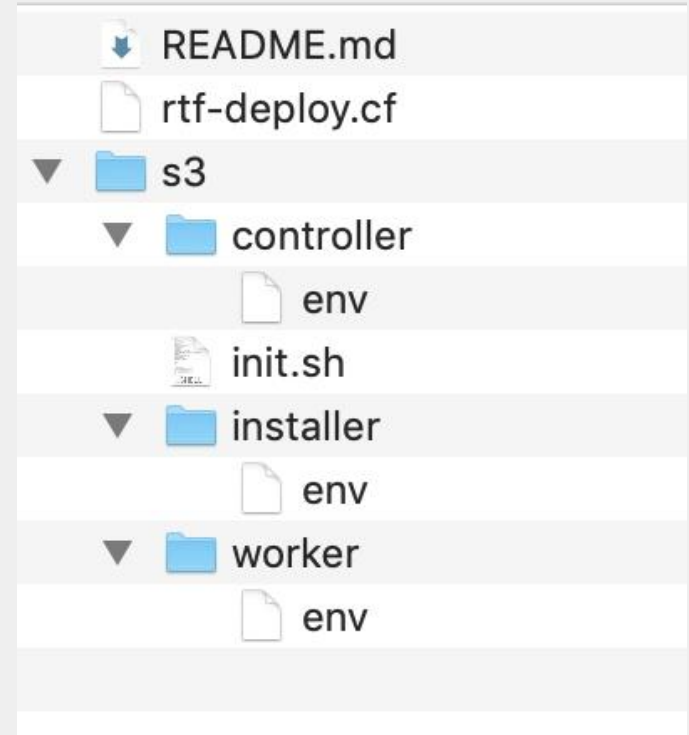 README.md
rtf-deploy.cf
s3
controller
env
init.sh
installer
env
worker
env